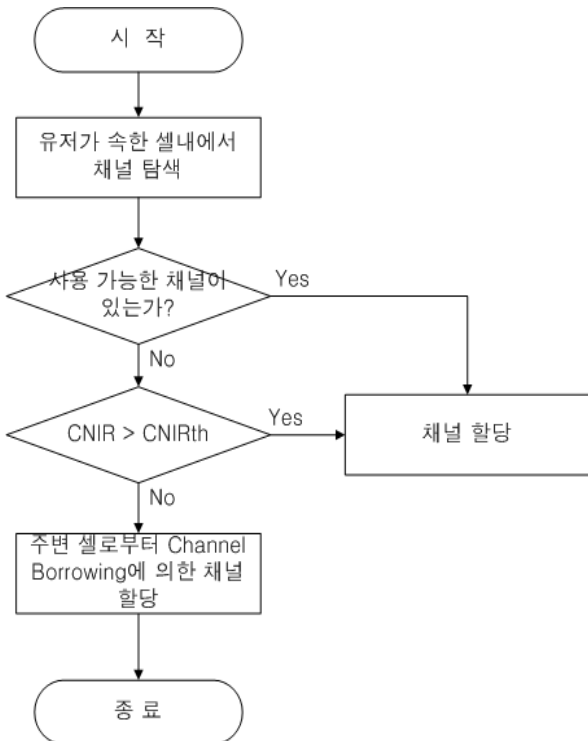 시 작
유저가 속한 셀내에서
채널 탐색
사용 가능한 채널이
있는가?
Yes
No
CNIR > CNIRth
Yes
채널 할당
No
주변 셀로부터 Channel
Borrowing에 의한 채널
할당
종 료